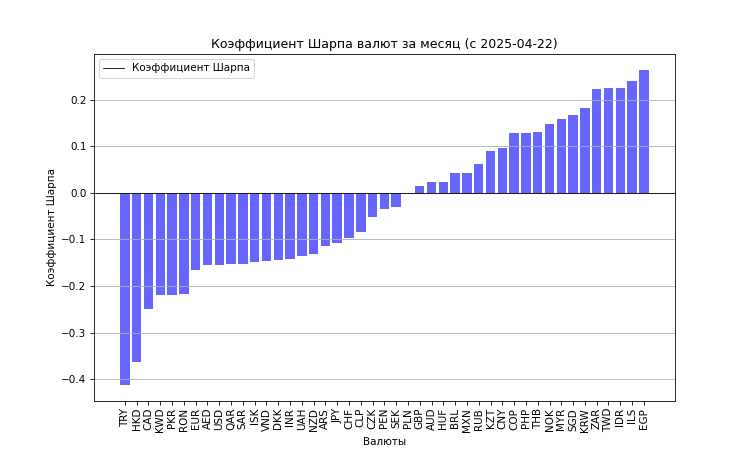 Коэффициент Шарпа валют за месяц (с 2025-04-22)
Коэффициент Шарпа
Коэффициент Шарпа
0.2
0.1
0.0
−0.1
−0.2
−0.3
−0.4
TRY HKD CAD KWD PKR RON EUR AED USD QAR SAR ISK VND DKK INR UAH NZD ARS JPY CHF CLP CZK PEN SEK PLN GBP AUD HUF BRL MXN RUB KZT CNY COP PHP THB NOK MYR SGD KRW ZAR TWD IDR ILS EGP
Валюты